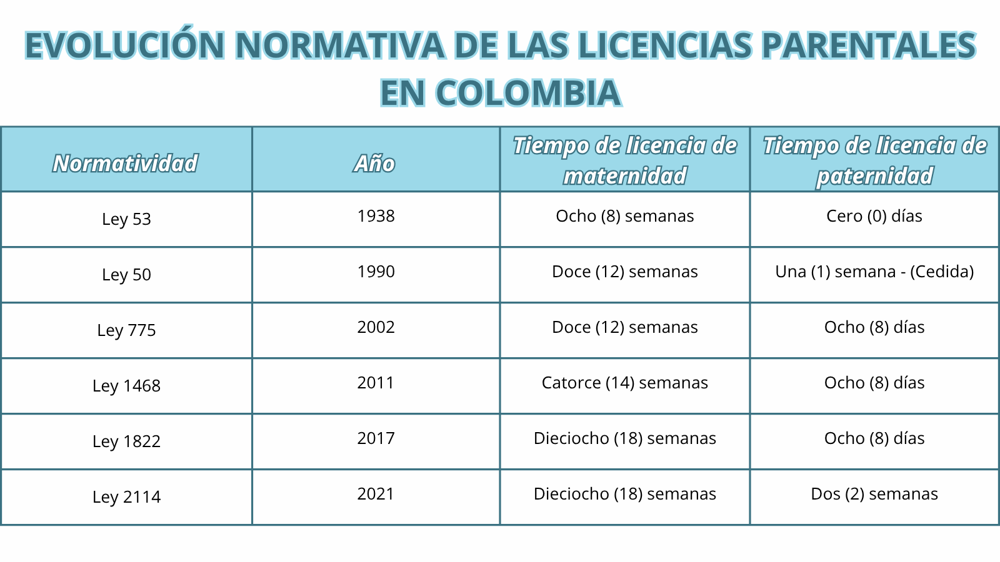 EVOLUCIÓN NORMATIVA DE LAS LICENCIAS PARENTALES
EN COLOMBIA
Normatividad
Año
Tiempo de licencia de
maternidad
Tiempo de licencia de
paternidad
Ley 53
1938
Ocho (8) semanas
Cero (0) días
Ley 50
1990
Doce (12) semanas
Una (1) semana - (Cedida)
Ley 775
2002
Doce (12) semanas
Ocho (8) días
Ley 1468
2011
Catorce (14) semanas
Ocho (8) días
Ley 1822
2017
Dieciocho (18) semanas
Ocho (8) días
Ley 2114
2021
Dieciocho (18) semanas
Dos (2) semanas